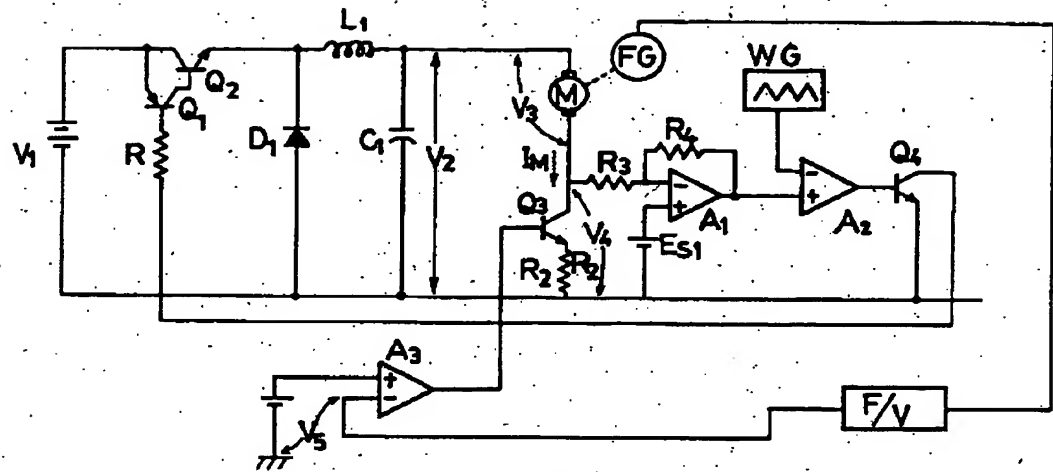 L1
FG
WG
Q2
Q1
M
V3
R4
V1
R
D1
C1
V2
IM
R3
Q4
-
+
A1
-
+
A2
Q3
V4
ES1
R2
R2
A3
+
-
V5
F/V